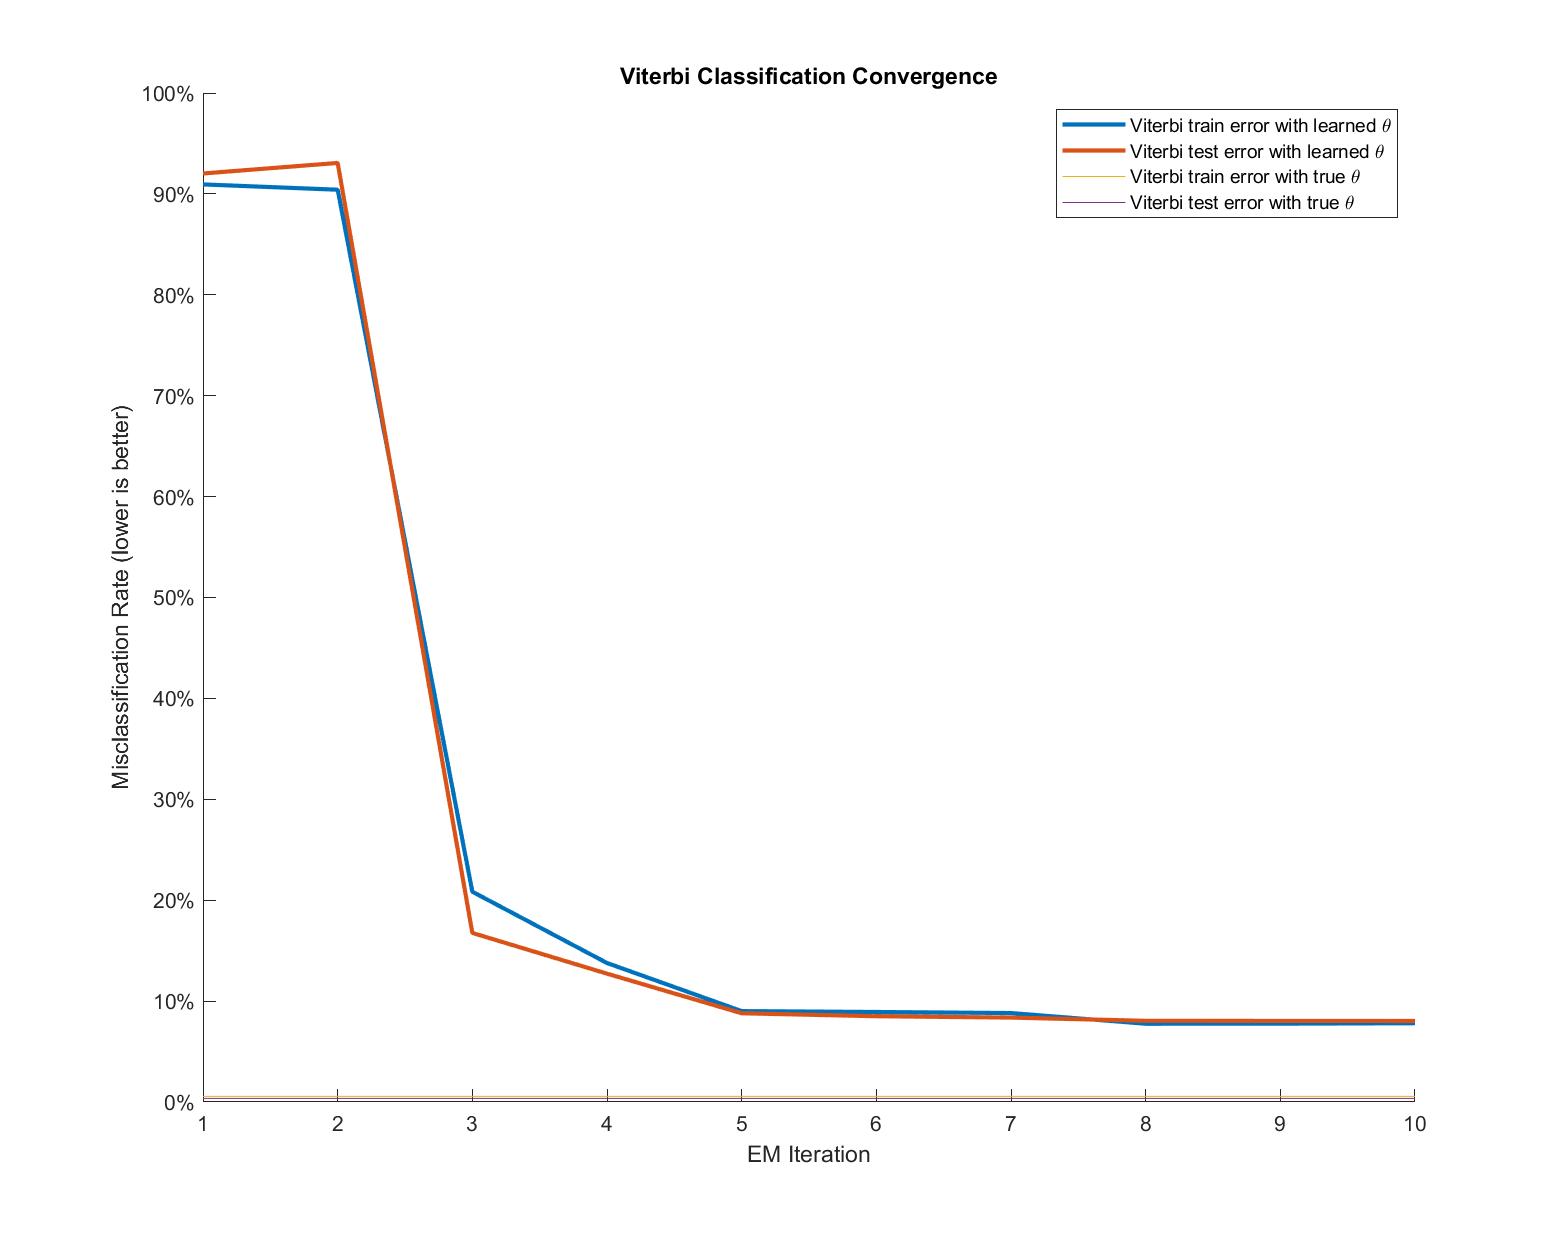 Viterbi Classification Convergence
100%
90%
80%
70%
60%
50%
40%
30%
20%
10%
0%
Misclassification Rate (lower is better)
Viterbi train error with learned θ
Viterbi test error with learned θ
Viterbi train error with true θ
Viterbi test error with true θ
1 2 3 4 5 6 7 8 9 10
EM Iteration